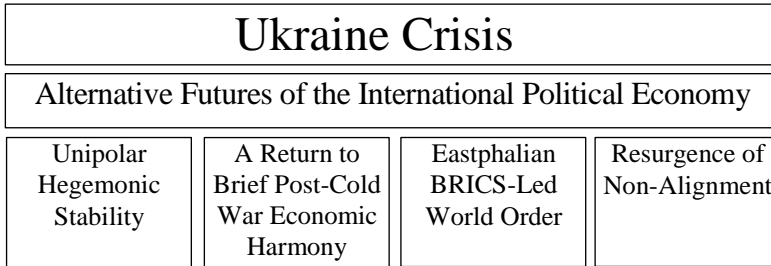 Ukraine Crisis
Alternative Futures of the International Political Economy
Unipolar
Hegemonic
Stability
A Return to
Brief Post-Cold
War Economic
Harmony
Eastphalian
BRICS-Led
World Order
Resurgence of
Non-Alignment